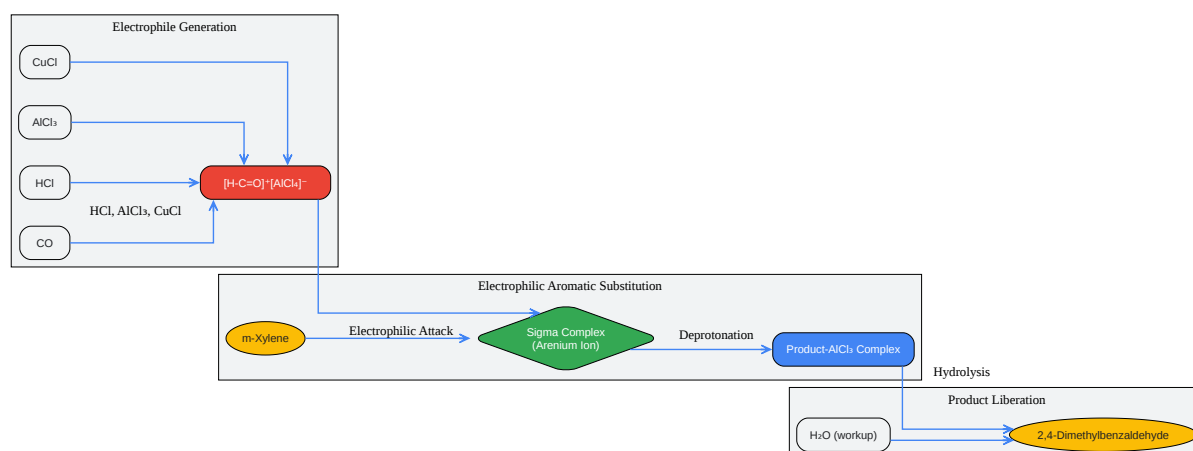 Electrophile Generation
CuCl
AlCl₃
HCl
[H-C=O]⁺[AlCl₄]⁻
HCl, AlCl₃, CuCl
CO
Electrophilic Aromatic Substitution
m-Xylene
Electrophilic Attack
Sigma Complex
(Arenium Ion)
Deprotonation
Product-AlCl₃ Complex
Hydrolysis
Product Liberation
H₂O (workup)
2,4-Dimethylbenzaldehyde